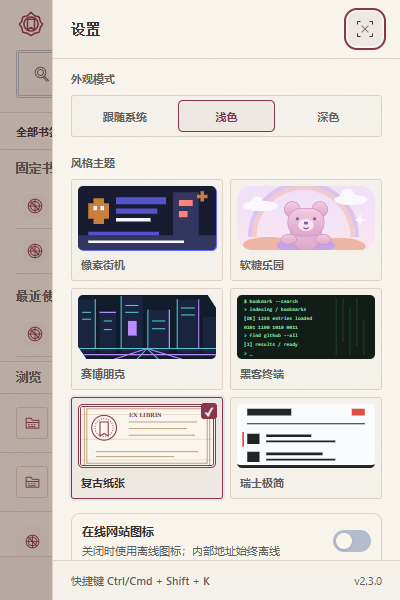 设置
全部书签
固定书
最近使
浏览
外观模式
跟随系统
浅色
深色
风格主题
像素街机
软糖乐园
$ bookmark --search
> indexing / bookmarks
[OK] 1248 entries loaded
0101 1100 1010 0011
> find github --all
[2] results / ready
> _
赛博朋克
黑客终端
EX LIBRIS
复古纸张
瑞士极简
在线网站图标
关闭时使用离线图标；内部地址始终离线
快捷键 Ctrl/Cmd + Shift + K
v2.3.0